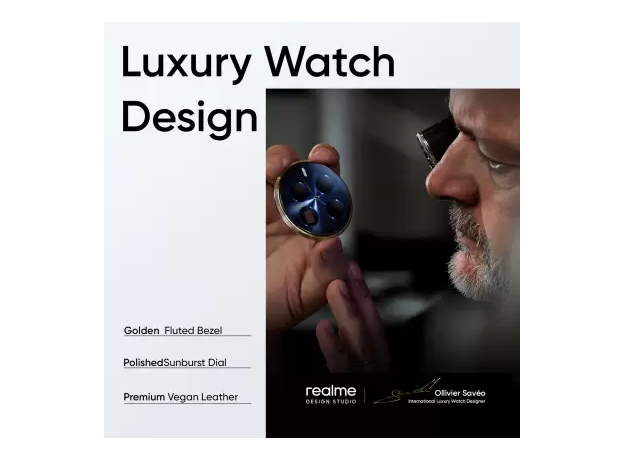 Luxury Watch
Design
Golden Fluted Bezel
PolishedSunburst Dial
Premium Vegan Leather
realme
DESIGN STUDIO
Ollivier Savéo
International Luxury Watch Designer